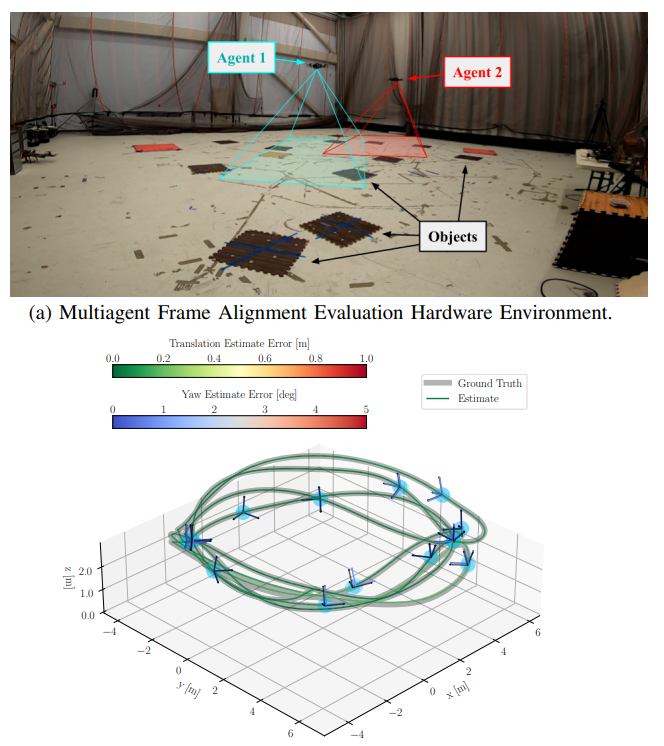 Agent 1
Agent 2
Objects
(a) Multiagent Frame Alignment Evaluation Hardware Environment.
Translation Estimate Error [m]
0.0 0.2 0.4 0.6 0.8 1.0
Yaw Estimate Error [deg]
0 1 2 3 4 5
Ground Truth
Estimate
z [m]
2.0
1.0
0.0
−4
−2
0
2
4
6
y [m]
−4
−2
0
2
4
6
x [m]